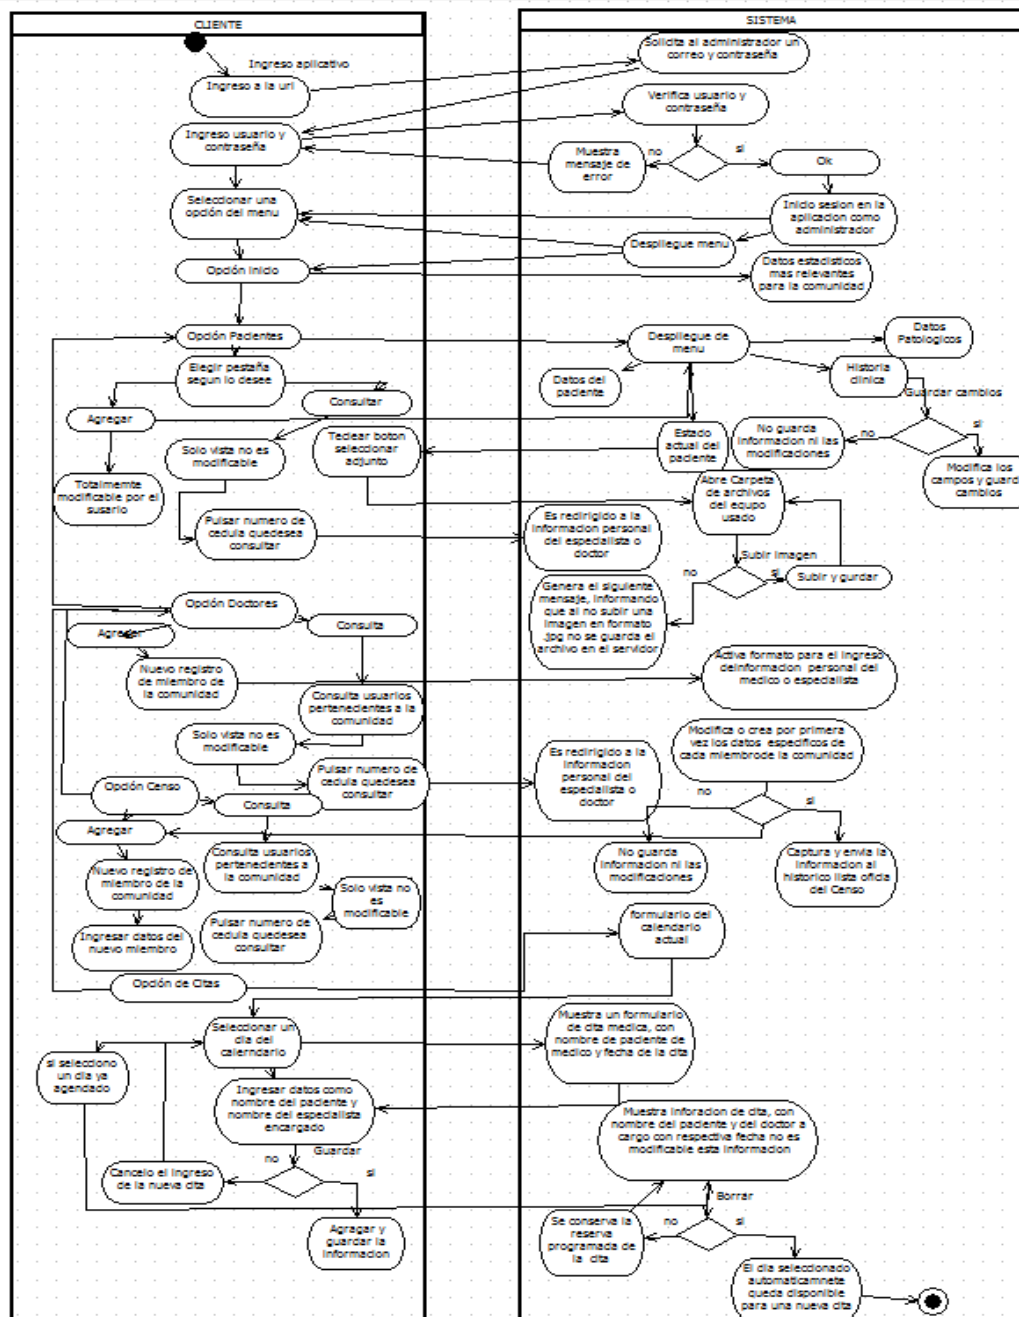 CLIENTE
SISTEMA
Solicita al administrador un
correo y contraseña
Ingreso aplicativo
Ingreso a la url
Verifica usuario y
contraseña
Ingreso usuario y
contraseña
no
si
Muestra
mensaje de
error
Ok
Seleccionar una
opción del menu
Inicio sesion en la
aplicacion como
administrador
Despliegue menu
Opción inicio
Datos estadisticos
mas relevantes
para la comunidad
Opción Pacientes
Despliegue de
menu
Datos
Patologicos
Elegir pestaña
segun lo desee
Datos del
paciente
Historia
clinica
Consultar
Guardar cambios
Agregar
Solo vista no es
modificable
Teclear boton
seleccionar
adjunto
Estado
actual del
paciente
No guarda
informacion ni las
modificaciones
no
si
Totalmemte
modificable por el
susario
Modifica los
campos y guard
cambios
Abre Carpeta
de archivos
del equpo
usado
Pulsar numero de
cedula quedesea
consultar
Es redirigido a la
informacion personal
del especialista o
doctor
Subir imagen
no
si
Subir y gurdar
Genera el siguiente
mensaje, informando
que al no subir una
imagen en formato
.jpg no se guarda el
archivo en el servidor
Opción Doctores
Consulta
Agregar
Nuevo registro
de miembro de
la comunidad
Activa formato para el ingreso
deinformacion personal del
medico o especialista
Consulta usuarios
pertenecientes a la
comunidad
Solo vista no es
modificable
Modifica o crea por primera
vez los datos especificos de
cada miembrode la comunidad
Es redirigido a la
informacion
personal del
especialista o
doctor
Pulsar numero de
cedula quedesea
consultar
Opción Censo
Consulta
no
si
Agregar
Consulta usuarios
pertenecientes a
la comunidad
No guarda
informacion ni las
modificaciones
Captura y envia la
informacion al
historico lista oficia
del Censo
Nuevo registro de
miembro de la
comunidad
Solo vista no
es
modificable
Pulsar numero de
cedula quedesea
consultar
Ingresar datos del
nuevo miembro
formulario del
calendario
actual
Opción de Citas
Seleccionar un
dia del
calerndario
Muestra un formulario
de cita medica, con
nombre de paciente de
medico y fecha de la cita
si selecciono
un dia ya
agendado
Ingresar datos como
nombre del paciente y
nombre del especialista
encargado
Muestra inforacion de cita, con
nombre del paciente y del doctor a
cargo con respectiva fecha no es
modificable esta informacion
Guardar
no
si
Cancelo el ingreso
de la nueva cita
Borrar
no
si
Agragar y
guardar la
informacion
Se conserva la
reserva
programada de
la cita
El dia seleccionado
automaticamnete
queda disponible
para una nueva cita